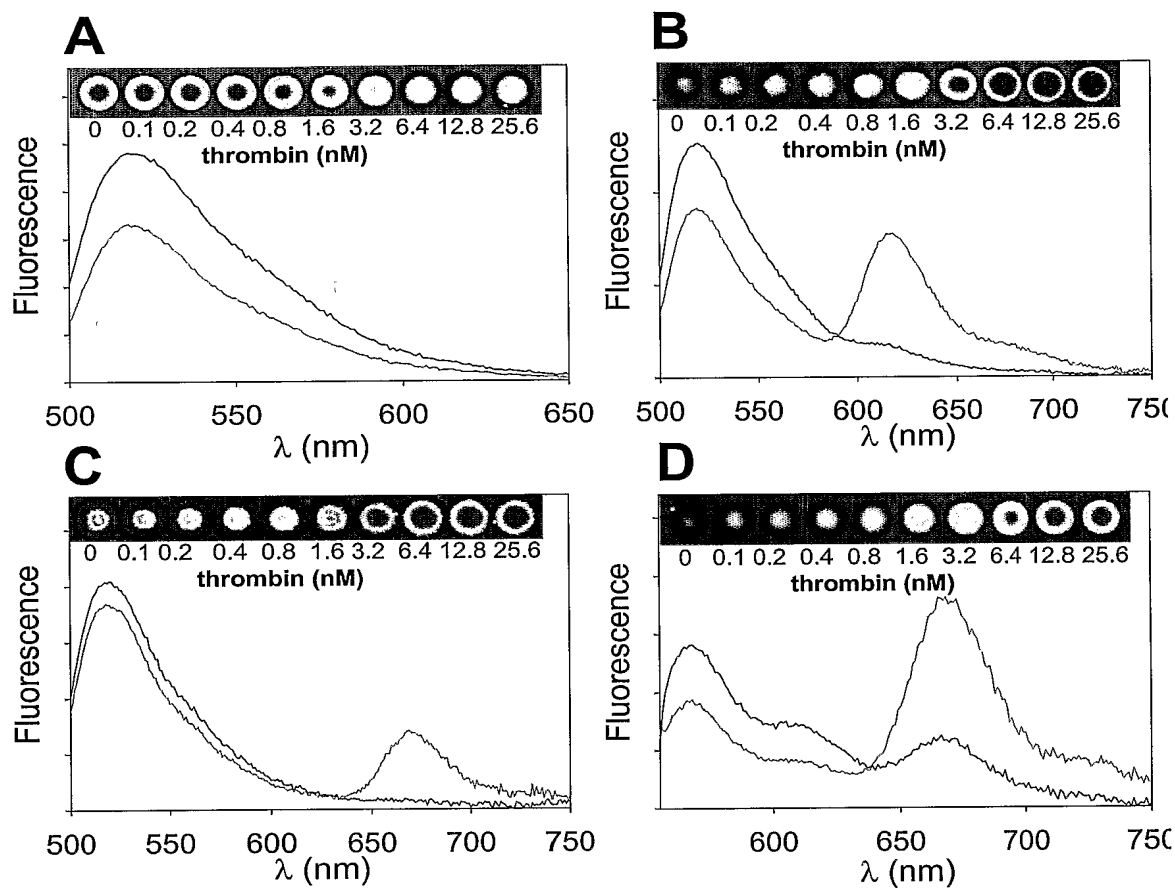 A
0 0.1 0.2 0.4 0.8 1.6 3.2 6.4 12.8 25.6
thrombin (nM)
Fluorescence
500 550 600 650
λ (nm)
B
0 0.1 0.2 0.4 0.8 1.6 3.2 6.4 12.8 25.6
thrombin (nM)
Fluorescence
500 550 600 650 700 75(
λ (nm)
C
0 0.1 0.2 0.4 0.8 1.6 3.2 6.4 12.8 25.6
thrombin (nM)
Fluorescence
500 550 600 650 700 750
λ (nm)
D
0 0.1 0.2 0.4 0.8 1.6 3.2 6.4 12.8 25.6
thrombin (nM)
Fluorescence
600 650 700 75(
λ (nm)